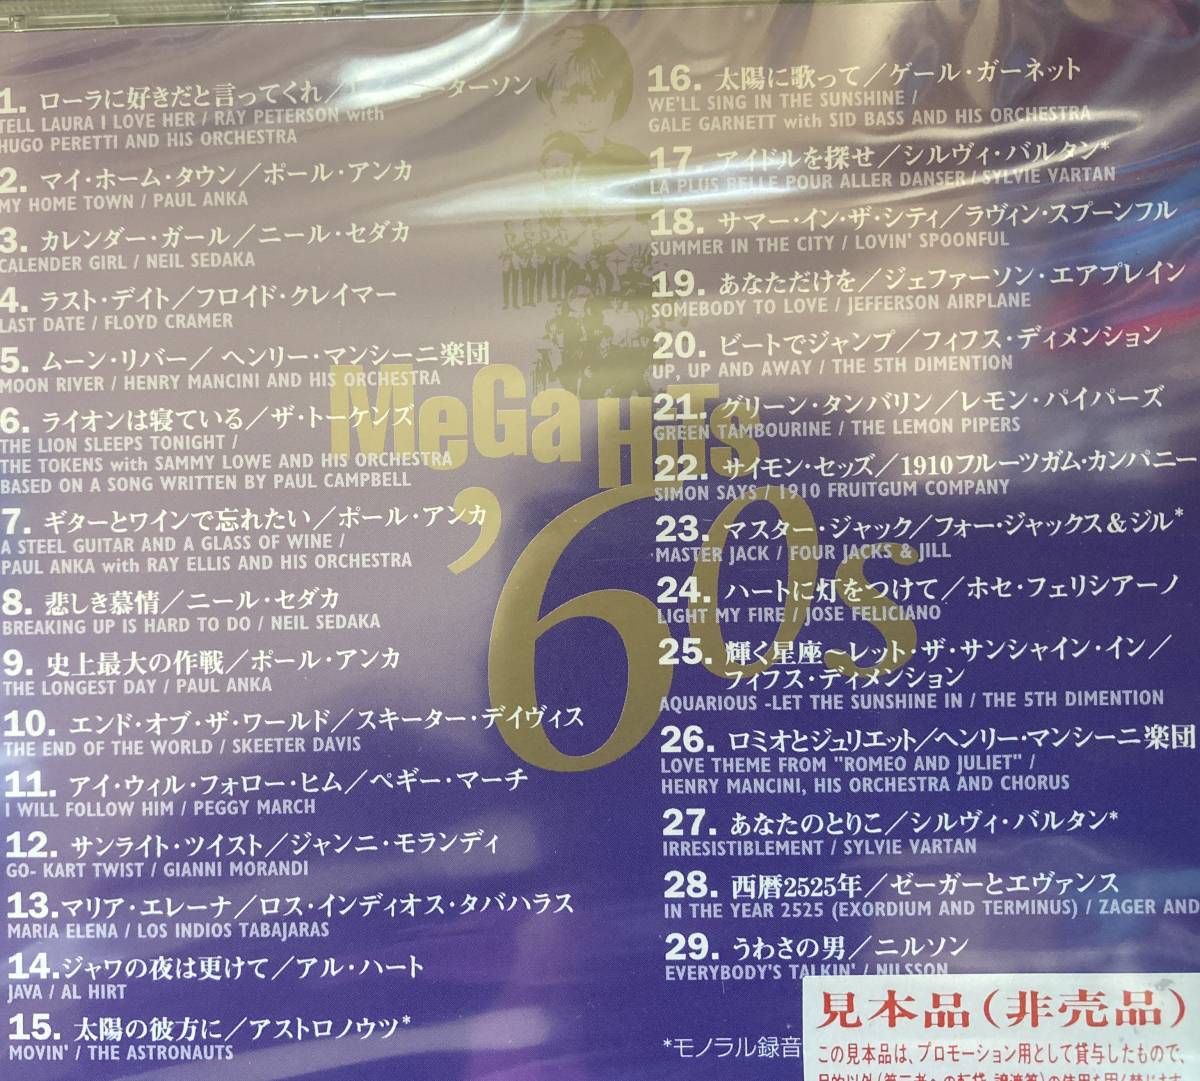 1. ローラに好きだと言ってくれ／ ターソン
TELL LAURA I LOVE HER / RAY PETERSON with
HUGO PERETTI AND HIS ORCHESTRA
2. マイ・ホーム・タウン／ポール・アンカ
MY HOME TOWN / PAUL ANKA
3. カレンダー・ガール／ニール・セダカ
CALENDER GIRL / NEIL SEDAKA
4. ラスト・デイト／フロイド・クレイマー
LAST DATE / FLOYD CRAMER
5. ムーン・リバー／ヘンリー・マンシーニ楽団
MOON RIVER / HENRY MANCINI AND HIS ORCHESTRA
6. ライオンは寝ている／ザ・トーケンズ
THE LION SLEEPS TONIGHT /
THE TOKENS with SAMMY LOWE AND HIS ORCHESTRA
BASED ON A SONG WRITTEN BY PAUL CAMPBELL
7. ギターとワインで忘れたい／ポール・アンカ
A STEEL GUITAR AND A GLASS OF WINE /
PAUL ANKA with RAY ELLIS AND HIS ORCHESTRA
8. 悲しき慕情／ニール・セダカ
BREAKING UP IS HARD TO DO / NEIL SEDAKA
9. 史上最大の作戦／ポール・アンカ
THE LONGEST DAY / PAUL ANKA
10. エンド・オブ・ザ・ワールド／スキーター・デイヴィス
THE END OF THE WORLD / SKEETER DAVIS
11. アイ・ウィル・フォロー・ヒム／ペギー・マーチ
I WILL FOLLOW HIM / PEGGY MARCH
12. サンライト・ツイスト／ジャンニ・モランディ
GO- KART TWIST / GIANNI MORANDI
13. マリア・エレーナ／ロス・インディオス・タバハラス
MARIA ELENA / LOS INDIOS TABAJARAS
14. ジャワの夜は更けて／アル・ハート
JAVA / AL HIRT
15. 太陽の彼方に／アストロノウツ*
MOVIN' / THE ASTRONAUTS
MeGa HiTs
'60s
16. 太陽に歌って／ゲール・ガーネット
WE'LL SING IN THE SUNSHINE /
GALE GARNETT with SID BASS AND HIS ORCHESTRA
17. アイドルを探せ／シルヴィ・バルタン*
LA PLUS BELLE POUR ALLER DANSER / SYLVIE VARTAN
18. サマー・イン・ザ・シティ／ラヴィン・スプーンフル
SUMMER IN THE CITY / LOVIN' SPOONFUL
19. あなただけを／ジェファーソン・エアプレイン
SOMEBODY TO LOVE / JEFFERSON AIRPLANE
20. ビートでジャンプ／フィフス・ディメンション
UP, UP AND AWAY / THE 5TH DIMENTION
21. グリーン・タンバリン／レモン・パイパーズ
GREEN TAMBOURINE / THE LEMON PIPERS
22. サイモン・セッズ／1910フルーツガム・カンパニー
SIMON SAYS / 1910 FRUITGUM COMPANY
23. マスター・ジャック／フォー・ジャックス＆ジル*
MASTER JACK / FOUR JACKS & JILL
24. ハートに灯をつけて／ホセ・フェリシアーノ
LIGHT MY FIRE / JOSE FELICIANO
25. 輝く星座〜レット・ザ・サンシャイン・イン／
フィフス・ディメンション
AQUARIOUS -LET THE SUNSHINE IN / THE 5TH DIMENTION
26. ロミオとジュリエット／ヘンリー・マンシーニ楽団
LOVE THEME FROM "ROMEO AND JULIET" /
HENRY MANCINI, HIS ORCHESTRA AND CHORUS
27. あなたのとりこ／シルヴィ・バルタン*
IRRESISTIBLEMENT / SYLVIE VARTAN
28. 西暦2525年／ゼーガーとエヴァンス
IN THE YEAR 2525 (EXORDIUM AND TERMINUS) / ZAGER AND
29. うわさの男／ニルソン
EVERYBODY'S TALKIN' / NILSSON
*モノラル録音
見本品(非売品)
この見本品は、プロモーション用として貸与したもので、